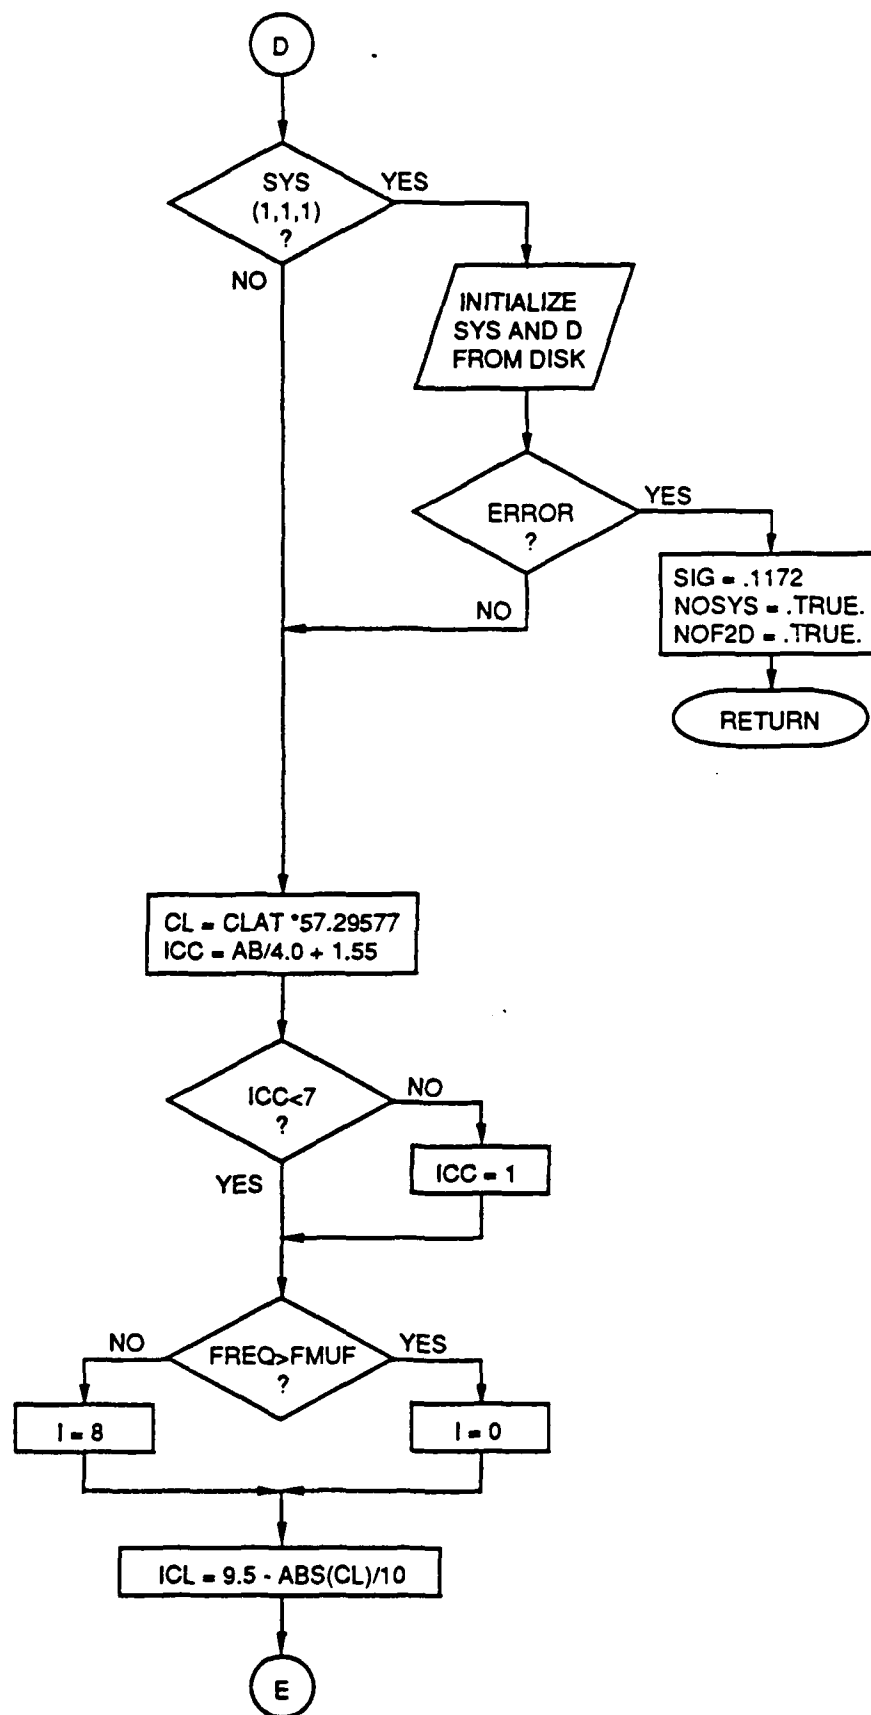 D
SYS
(1,1,1)
?
YES
NO
INITIALIZE
SYS AND D
FROM DISK
ERROR
?
YES
NO
SIG = .1172
NOSYS = .TRUE.
NOF2D = .TRUE.
RETURN
CL = CLAT *57.29577
ICC = AB/4.0 + 1.55
ICC<7
?
NO
YES
ICC = 1
FREQ>FMUF
?
NO
YES
I = 8
I = 0
ICL = 9.5 - ABS(CL)/10
E